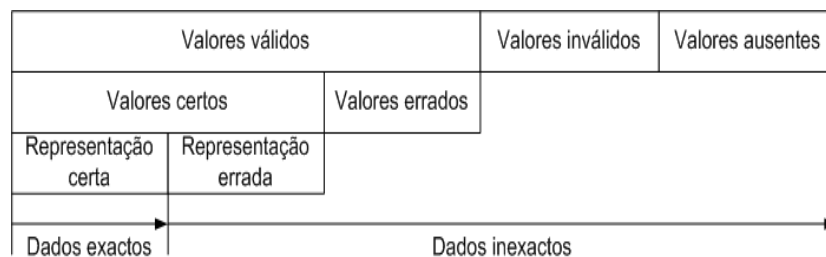 Valores válidos
Valores inválidos
Valores ausentes
Valores certos
Valores errados
Representação
certa
Representação
errada
Dados exactos
Dados inexactos